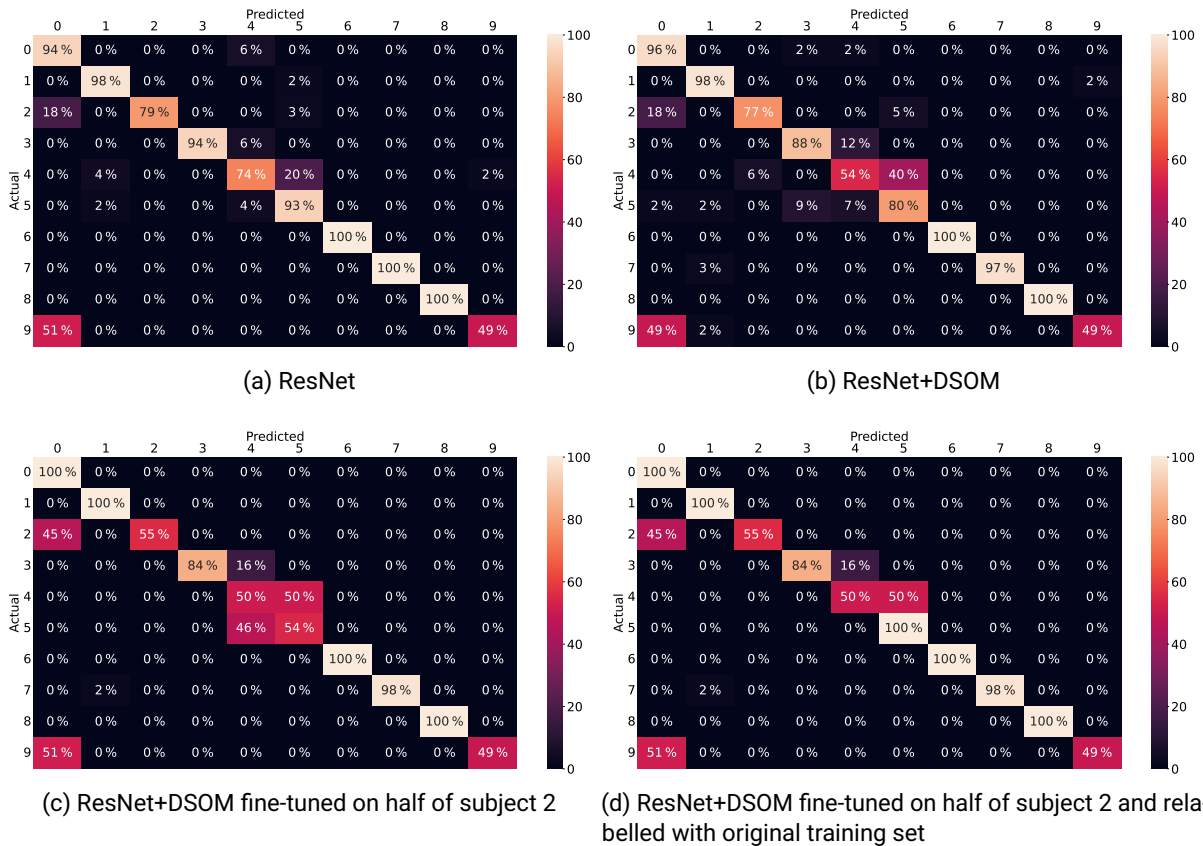 Predicted
0 1 2 3 4 5 6 7 8 9
0 94 % 0 % 0 % 0 % 6 % 0 % 0 % 0 % 0 % 0 %
1 0 % 98 % 0 % 0 % 0 % 2 % 0 % 0 % 0 % 0 %
2 18 % 0 % 79 % 0 % 0 % 3 % 0 % 0 % 0 % 0 %
3 0 % 0 % 0 % 94 % 6 % 0 % 0 % 0 % 0 % 0 %
4 0 % 4 % 0 % 0 % 74 % 20 % 0 % 0 % 0 % 2 %
5 0 % 2 % 0 % 0 % 4 % 93 % 0 % 0 % 0 % 0 %
6 0 % 0 % 0 % 0 % 0 % 0 % 100 % 0 % 0 % 0 %
7 0 % 0 % 0 % 0 % 0 % 0 % 0 % 100 % 0 % 0 %
8 0 % 0 % 0 % 0 % 0 % 0 % 0 % 0 % 100 % 0 %
9 51 % 0 % 0 % 0 % 0 % 0 % 0 % 0 % 0 % 49 %
Actual
100
80
60
40
20
0
(a) ResNet
Predicted
0 1 2 3 4 5 6 7 8 9
0 96 % 0 % 0 % 2 % 2 % 0 % 0 % 0 % 0 % 0 %
1 0 % 98 % 0 % 0 % 0 % 0 % 0 % 0 % 0 % 2 %
2 18 % 0 % 77 % 0 % 0 % 5 % 0 % 0 % 0 % 0 %
3 0 % 0 % 0 % 88 % 12 % 0 % 0 % 0 % 0 % 0 %
4 0 % 0 % 6 % 0 % 54 % 40 % 0 % 0 % 0 % 0 %
5 2 % 2 % 0 % 9 % 7 % 80 % 0 % 0 % 0 % 0 %
6 0 % 0 % 0 % 0 % 0 % 0 % 100 % 0 % 0 % 0 %
7 0 % 3 % 0 % 0 % 0 % 0 % 0 % 97 % 0 % 0 %
8 0 % 0 % 0 % 0 % 0 % 0 % 0 % 0 % 100 % 0 %
9 49 % 2 % 0 % 0 % 0 % 0 % 0 % 0 % 0 % 49 %
Actual
100
80
60
40
20
0
(b) ResNet+DSOM
Predicted
0 1 2 3 4 5 6 7 8 9
0 100 % 0 % 0 % 0 % 0 % 0 % 0 % 0 % 0 % 0 %
1 0 % 100 % 0 % 0 % 0 % 0 % 0 % 0 % 0 % 0 %
2 45 % 0 % 55 % 0 % 0 % 0 % 0 % 0 % 0 % 0 %
3 0 % 0 % 0 % 84 % 16 % 0 % 0 % 0 % 0 % 0 %
4 0 % 0 % 0 % 0 % 50 % 50 % 0 % 0 % 0 % 0 %
5 0 % 0 % 0 % 0 % 46 % 54 % 0 % 0 % 0 % 0 %
6 0 % 0 % 0 % 0 % 0 % 0 % 100 % 0 % 0 % 0 %
7 0 % 2 % 0 % 0 % 0 % 0 % 0 % 98 % 0 % 0 %
8 0 % 0 % 0 % 0 % 0 % 0 % 0 % 0 % 100 % 0 %
9 51 % 0 % 0 % 0 % 0 % 0 % 0 % 0 % 0 % 49 %
Actual
100
80
60
40
20
0
(c) ResNet+DSOM fine-tuned on half of subject 2
Predicted
0 1 2 3 4 5 6 7 8 9
0 100 % 0 % 0 % 0 % 0 % 0 % 0 % 0 % 0 % 0 %
1 0 % 100 % 0 % 0 % 0 % 0 % 0 % 0 % 0 % 0 %
2 45 % 0 % 55 % 0 % 0 % 0 % 0 % 0 % 0 % 0 %
3 0 % 0 % 0 % 84 % 16 % 0 % 0 % 0 % 0 % 0 %
4 0 % 0 % 0 % 0 % 50 % 50 % 0 % 0 % 0 % 0 %
5 0 % 0 % 0 % 0 % 0 % 100 % 0 % 0 % 0 % 0 %
6 0 % 0 % 0 % 0 % 0 % 0 % 100 % 0 % 0 % 0 %
7 0 % 2 % 0 % 0 % 0 % 0 % 0 % 98 % 0 % 0 %
8 0 % 0 % 0 % 0 % 0 % 0 % 0 % 0 % 100 % 0 %
9 51 % 0 % 0 % 0 % 0 % 0 % 0 % 0 % 0 % 49 %
Actual
100
80
60
40
20
0
(d) ResNet+DSOM fine-tuned on half of subject 2 and rela
belled with original training set